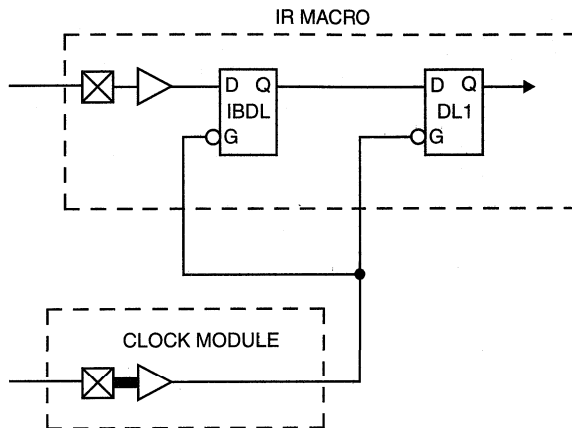 IR MACRO
D Q
IBDL
G
D Q
DL1
G
CLOCK MODULE